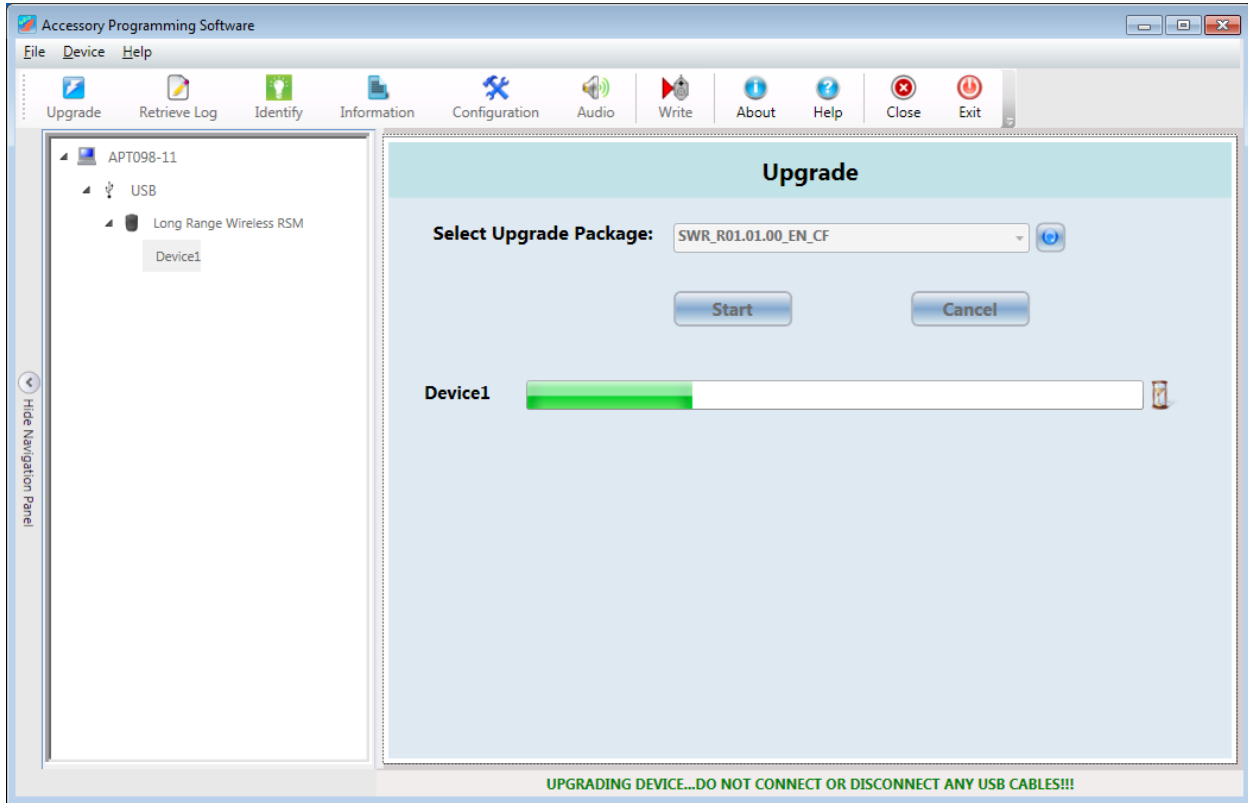 Accessory Programming Software
File Device Help
Upgrade Retrieve Log Identify Information Configuration Audio Write About Help Close Exit
APT098-11
USB
Long Range Wireless RSM
Device1
Hide Navigation Panel
Upgrade
Select Upgrade Package: SWR_R01.01.00_EN_CF
Start Cancel
Device1
UPGRADING DEVICE...DO NOT CONNECT OR DISCONNECT ANY USB CABLES!!!